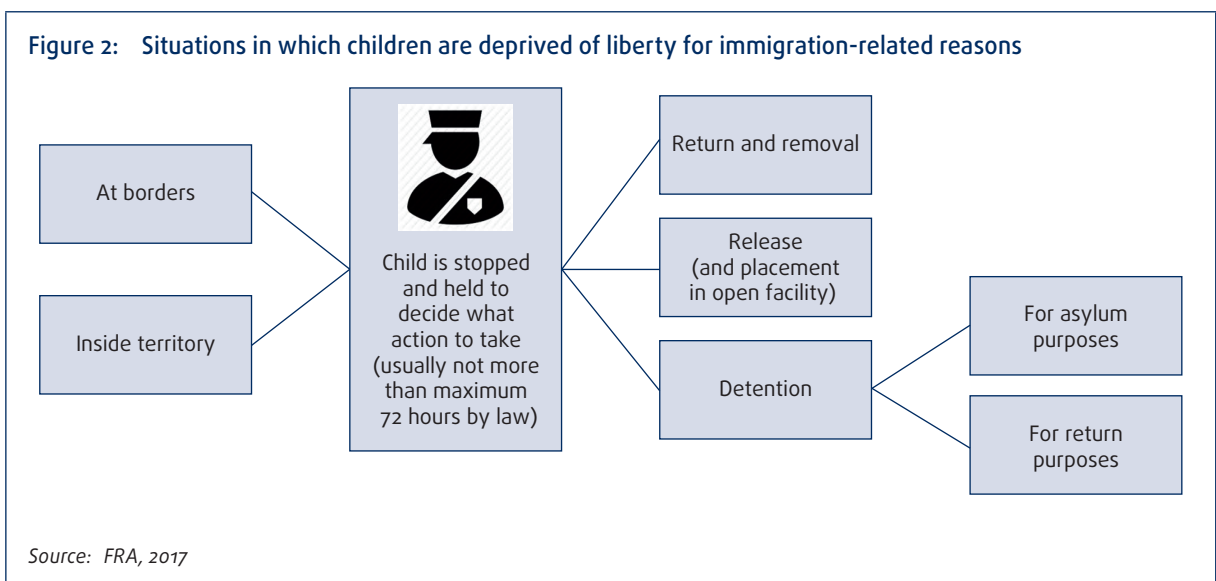 Figure 2: Situations in which children are deprived of liberty for immigration-related reasons
At borders
Inside territory
Child is stopped
and held to
decide what
action to take
(usually not more
than maximum
72 hours by law)
Return and removal
Release
(and placement
in open facility)
Detention
For asylum
purposes
For return
purposes
Source: FRA, 2017